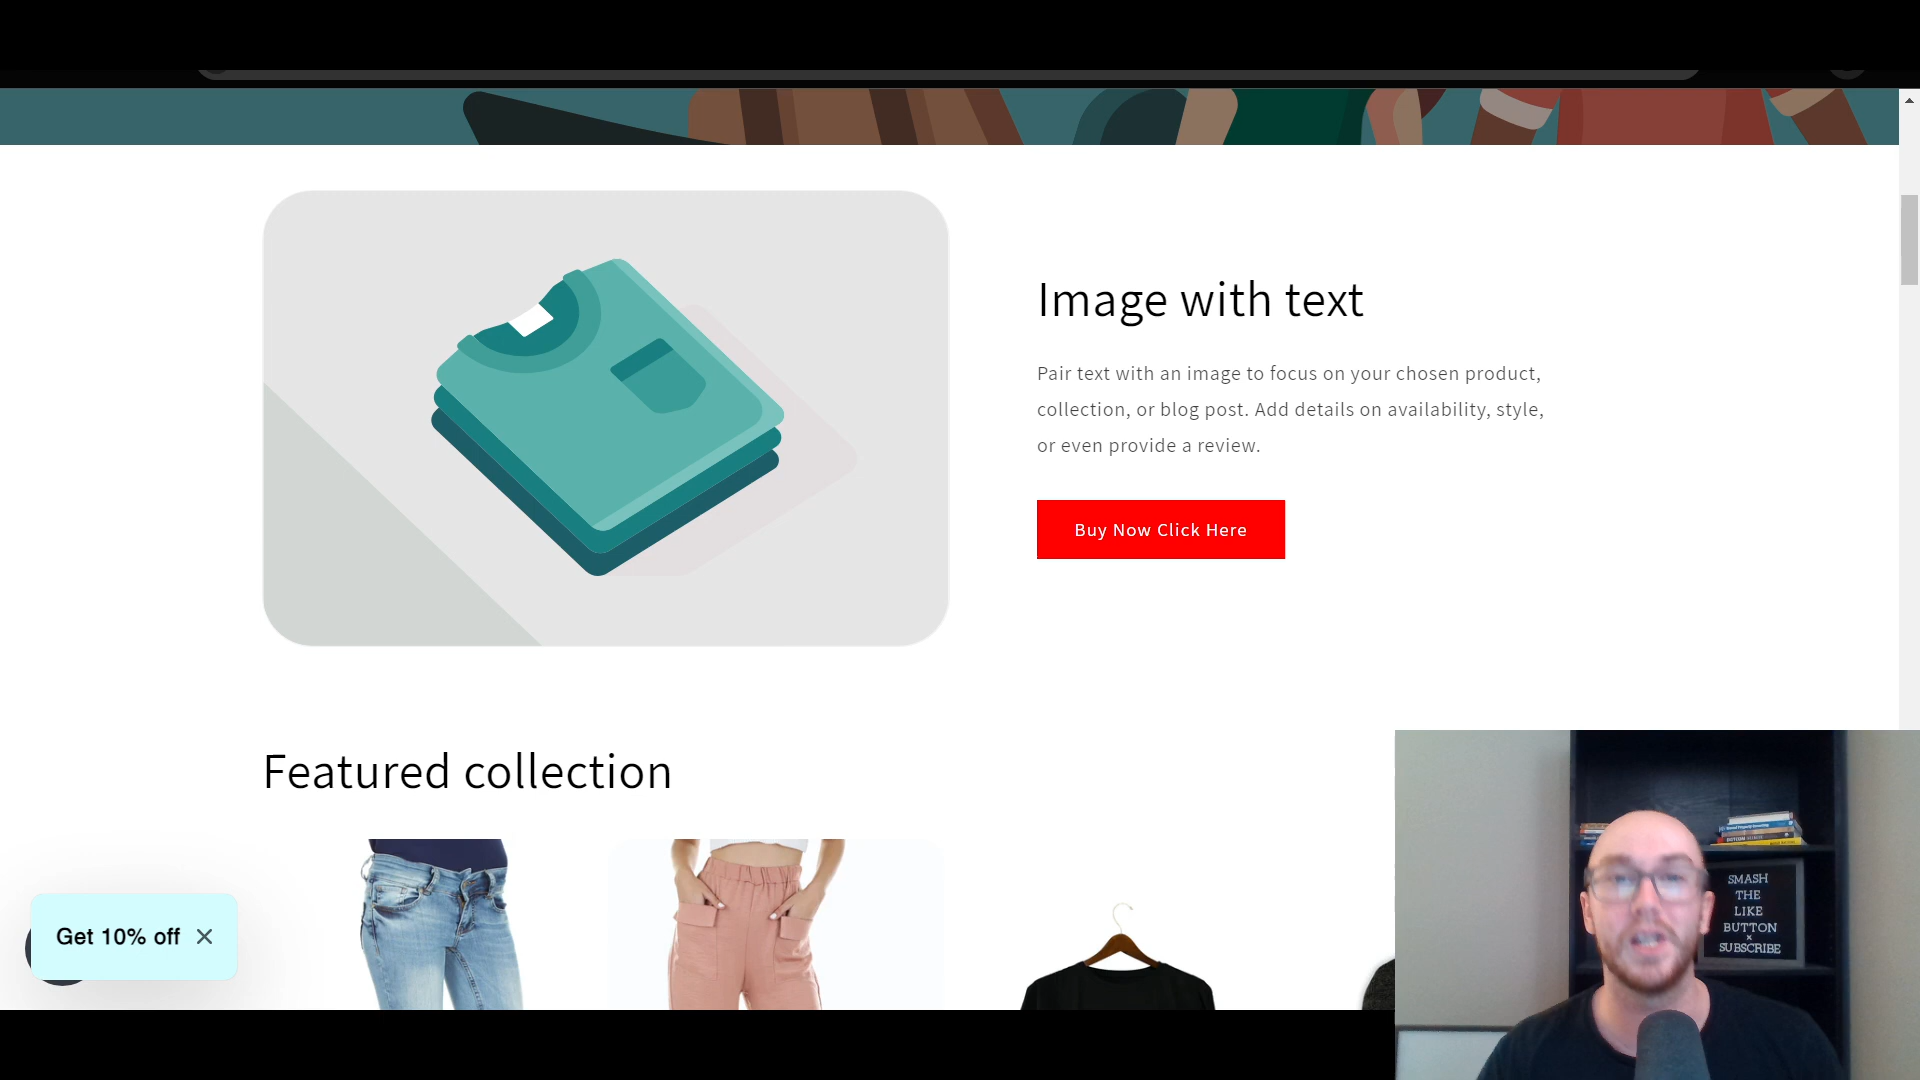 Image with text
Pair text with an image to focus on your chosen product,
collection, or blog post. Add details on availability, style,
or even provide a review.
Buy Now Click Here
Featured collection
Get 10% off
SMASH
THE
LIKE
BUTTON
×
SUBSCRIBE